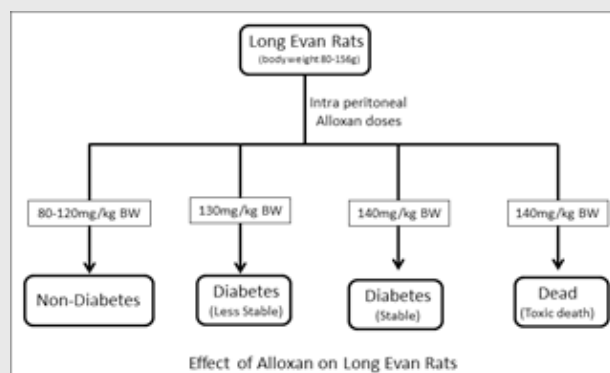 Long Evan Rats
(body weight 80-156g)
Intra peritoneal
Alloxan doses
80-120mg/kg BW
130mg/kg BW
140mg/kg BW
140mg/kg BW
Non-Diabetes
Diabetes
(Less Stable)
Diabetes
(Stable)
Dead
(Toxic death)
Effect of Alloxan on Long Evan Rats